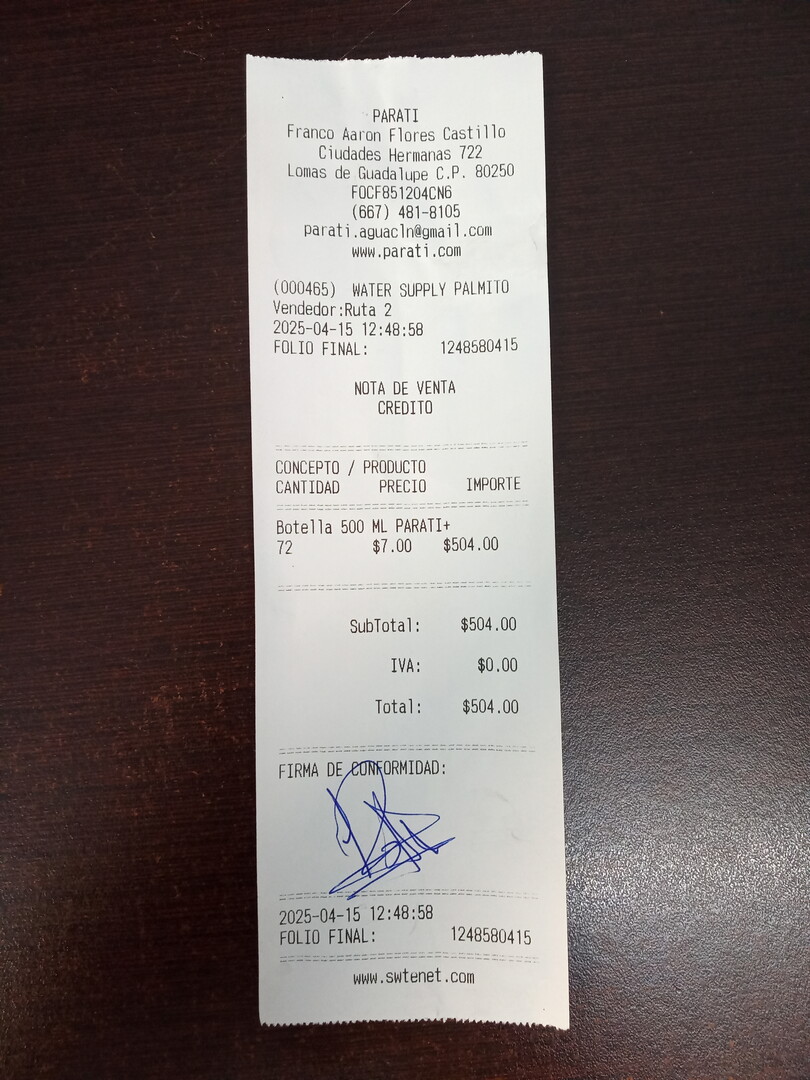 PARATI
Franco Aaron Flores Castillo
Ciudades Hermanas 722
Lomas de Guadalupe C.P. 80250
FOCF851204CN6
(667) 481-8105
parati.aguacln@gmail.com
www.parati.com
(000465) WATER SUPPLY PALMITO
Vendedor:Ruta 2
2025-04-15 12:48:58
FOLIO FINAL: 1248580415
NOTA DE VENTA
CREDITO
CONCEPTO / PRODUCTO
CANTIDAD PRECIO IMPORTE
Botella 500 ML PARATI+
72 $7.00 $504.00
SubTotal: $504.00
IVA: $0.00
Total: $504.00
FIRMA DE CONFORMIDAD:
2025-04-15 12:48:58
FOLIO FINAL: 1248580415
www.swtenet.com